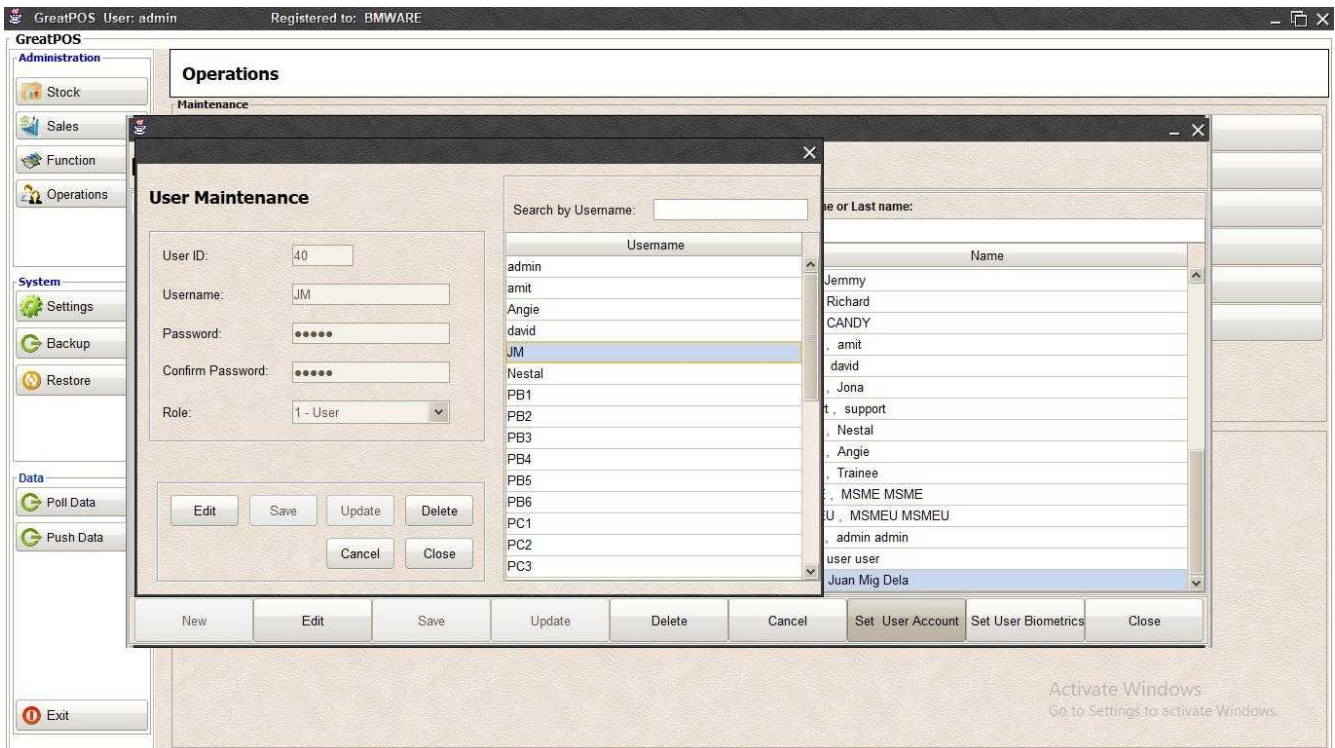 GreatPOS User: admin Registered to: BMWARE
GreatPOS
Administration
Stock
Sales
Function
Operations
System
Settings
Backup
Restore
Data
Poll Data
Push Data
Exit
Operations
Maintenance
User Maintenance
User ID: 40
Username: JM
Password: •••••
Confirm Password: •••••
Role: 1 - User
Edit Save Update Delete
Cancel Close
Search by Username:
Username
admin
amit
Angie
david
JM
Nestal
PB1
PB2
PB3
PB4
PB5
PB6
PC1
PC2
PC3
or Last name:
Name
Jemmy
Richard
CANDY
, amit
david
, Jona
, support
, Nestal
, Angie
, Trainee
, MSME MSME
, MSMEU MSMEU
, admin admin
user user
Juan Mig Dela
New Edit Save Update Delete Cancel Set User Account Set User Biometrics Close
Activate Windows
Go to Settings to activate Windows.